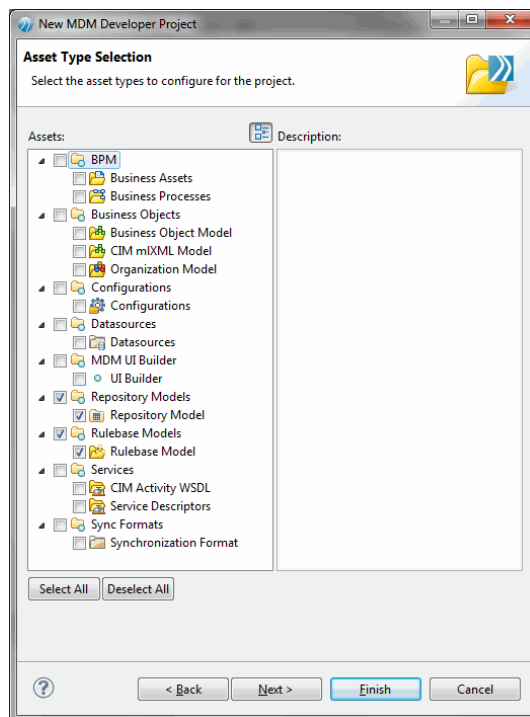 New MDM Developer Project
Asset Type Selection
Select the asset types to configure for the project.
Assets:
Description:
BPM
Business Assets
Business Processes
Business Objects
Business Object Model
CIM mlXML Model
Organization Model
Configurations
Configurations
Datasources
Datasources
MDM UI Builder
UI Builder
Repository Models
Repository Model
Rulebase Models
Rulebase Model
Services
CIM Activity WSDL
Service Descriptors
Sync Formats
Synchronization Format
Select All Deselect All
? < Back Next > Finish Cancel